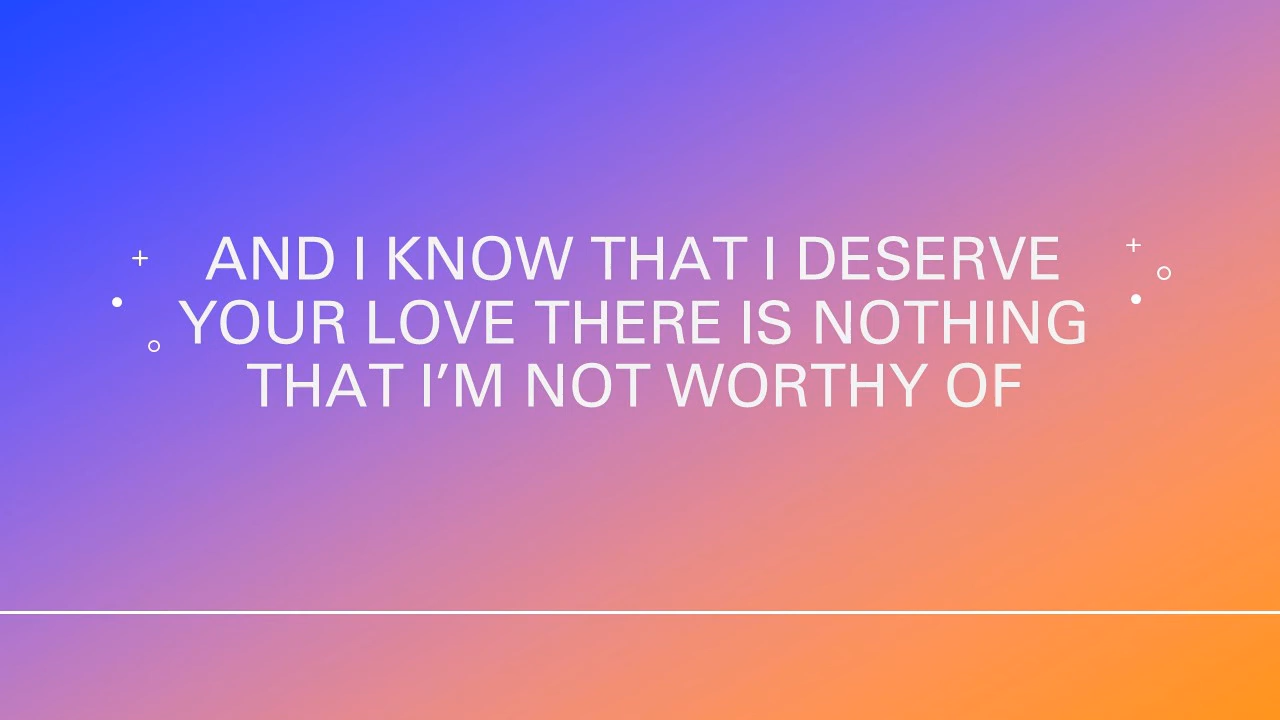 AND I KNOW THAT I DESERVE
YOUR LOVE THERE IS NOTHING
THAT I’M NOT WORTHY OF